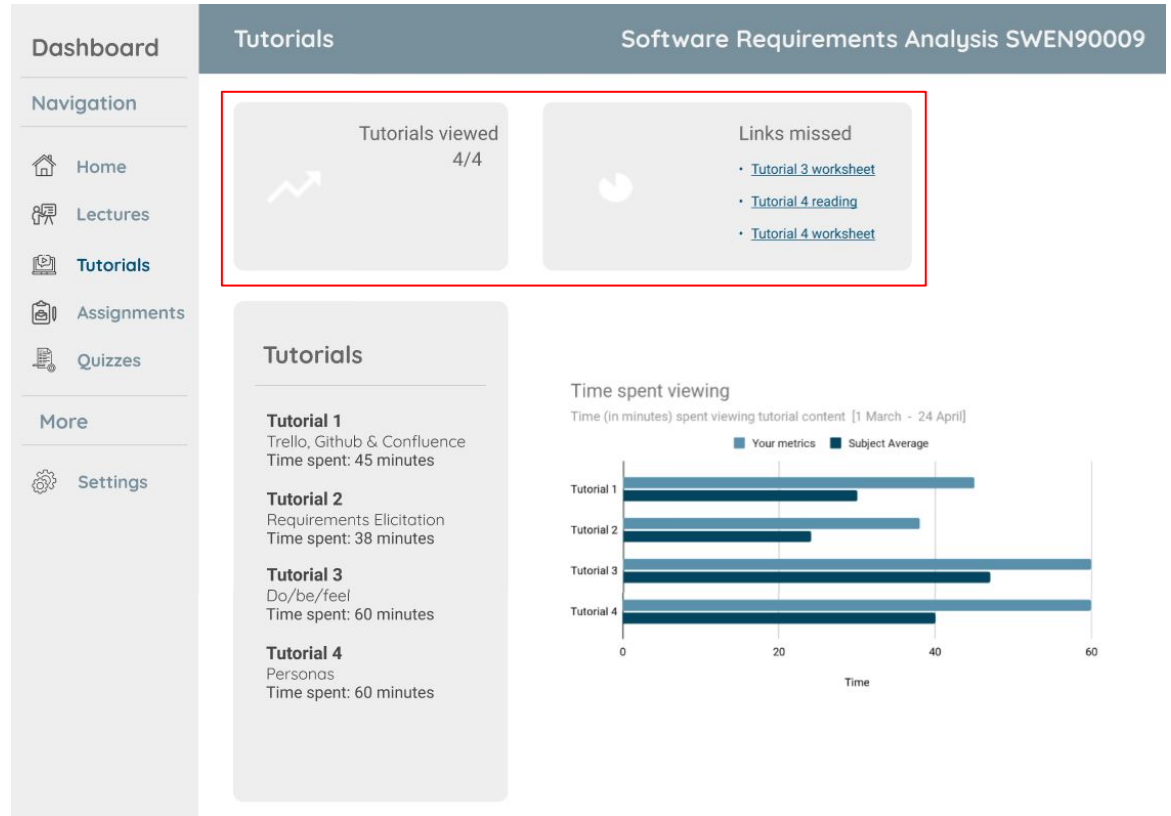 Dashboard
Navigation
Home
Lectures
Tutorials
Assignments
Quizzes
More
Settings
Tutorials
Software Requirements Analysis SWEN90009
Tutorials viewed
4/4
Links missed
• Tutorial 3 worksheet
• Tutorial 4 reading
• Tutorial 4 worksheet
Tutorials
Tutorial 1
Trello, Github & Confluence
Time spent: 45 minutes
Tutorial 2
Requirements Elicitation
Time spent: 38 minutes
Tutorial 3
Do/be/feel
Time spent: 60 minutes
Tutorial 4
Personas
Time spent: 60 minutes
Time spent viewing
Time (in minutes) spent viewing tutorial content [1 March - 24 April]
Your metrics Subject Average
Tutorial 1
Tutorial 2
Tutorial 3
Tutorial 4
0 20 40 60
Time